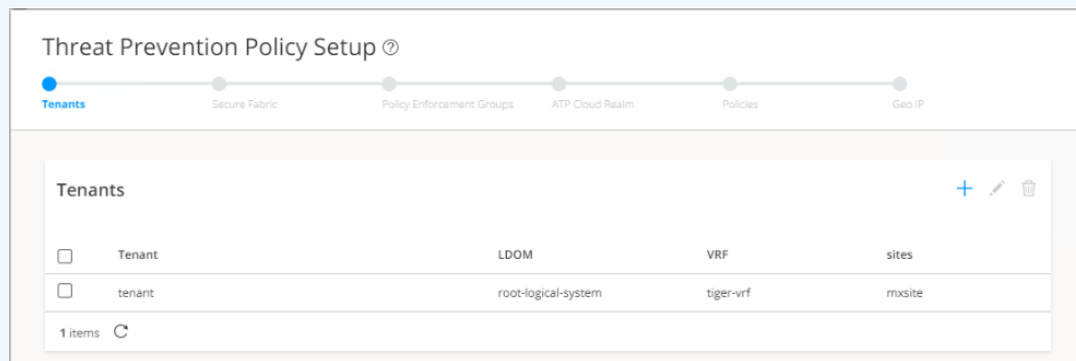 Threat Prevention Policy Setup ?
Tenants Secure Fabric Policy Enforcement Groups ATP Cloud Realm Policies Geo IP
Tenants
Tenant LDOM VRF sites
tenant root-logical-system tiger-vrf mxsite
1 items